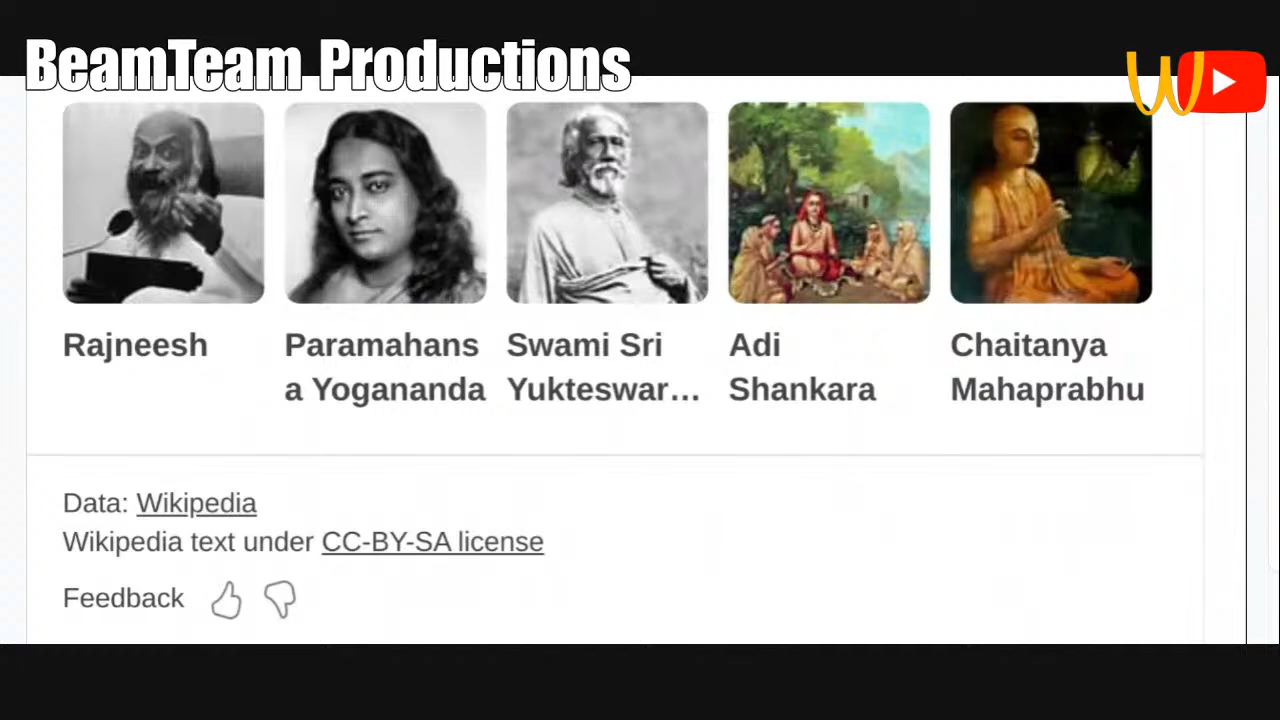 BeamTeam Productions
Rajneesh
Paramahans
a Yogananda
Swami Sri
Yukteswar…
Adi
Shankara
Chaitanya
Mahaprabhu
Data: Wikipedia
Wikipedia text under CC-BY-SA license
Feedback